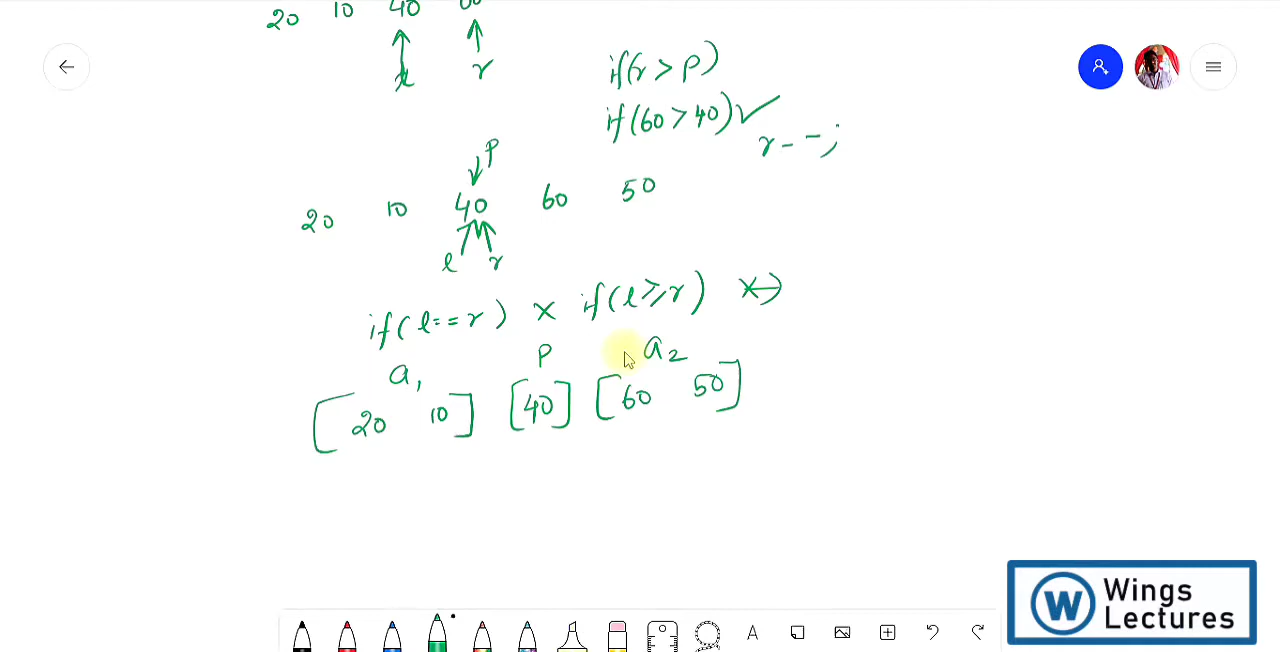 20 10 40
r
if(r > p)
if(60 > 40) ✓
r--;
p
20 10 40 60 50
l r
if(l==r) × if(l≥r)
a1 p a2
[20 10] [40] [60 50]
A
W Wings
Lectures